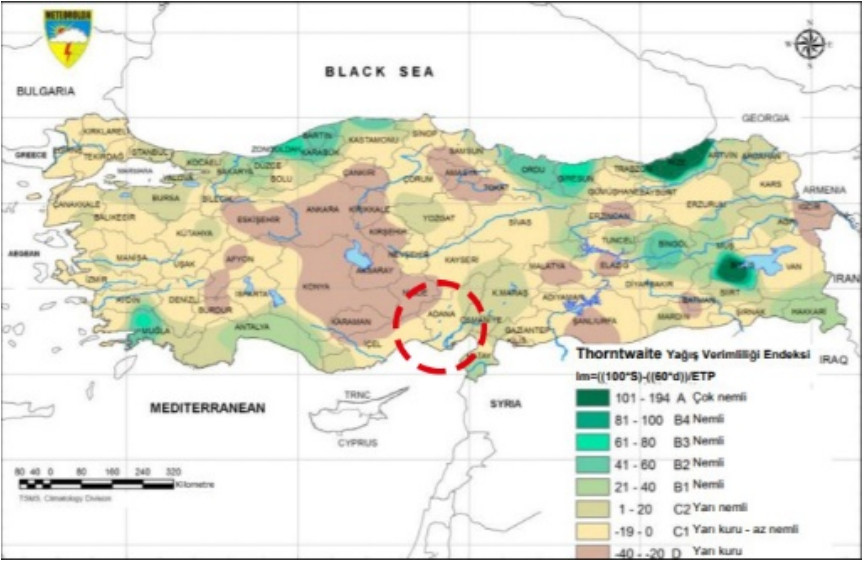 METEOROLOJI
BLACK SEA
BULGARIA
GEORGIA
GREECE
ARMENIA
AEGEAN
IRAN
IRAQ
SYRIA
MEDITERRANEAN
TRNC
CYPRUS
KIRKLARELİ
TEKİRDAĞ
İSTANBUL
KOCAELİ
SAKARYA
DÜZCE
BOLU
ZONGULDAK
BARTIN
KARABÜK
KASTAMONU
SİNOP
SAMSUN
ORDU
GİRESUN
TRABZON
RİZE
ARTVİN
ARDAHAN
KARS
IĞDIR
AĞRI
ERZURUM
BAYBURT
GÜMÜŞHANE
ERZİNCAN
TUNCELİ
BİNGÖL
MUŞ
VAN
HAKKARİ
ŞIRNAK
SİİRT
BATMAN
MARDİN
DİYARBAKIR
ELAZIĞ
MALATYA
ADIYAMAN
ŞANLIURFA
GAZİANTEP
KİLİS
K.MARAŞ
OSMANİYE
HATAY
ADANA
İÇEL
KARAMAN
KONYA
AKSARAY
NİĞDE
NEVŞEHİR
KAYSERİ
SİVAS
YOZGAT
KIRŞEHİR
KIRIKKALE
ANKARA
ÇANKIRI
ÇORUM
AMASYA
TOKAT
ESKİŞEHİR
BİLECİK
BURSA
BALIKESİR
ÇANAKKALE
KÜTAHYA
AFYON
UŞAK
MANİSA
İZMİR
AYDIN
DENİZLİ
MUĞLA
BURDUR
ISPARTA
ANTALYA
80 40 0 80 160 240 320
Kilometre
TSMS, Climatology Division
Thorntwaite Yağış Verimliliği Endeksi
Im=((100*S)-((60*d))/ETP
101 - 194 A Çok nemli
81 - 100 B4 Nemli
61 - 80 B3 Nemli
41 - 60 B2 Nemli
21 - 40 B1 Nemli
1 - 20 C2 Yarı nemli
-19 - 0 C1 Yarı kuru - az nemli
-40 - -20 D Yarı kuru